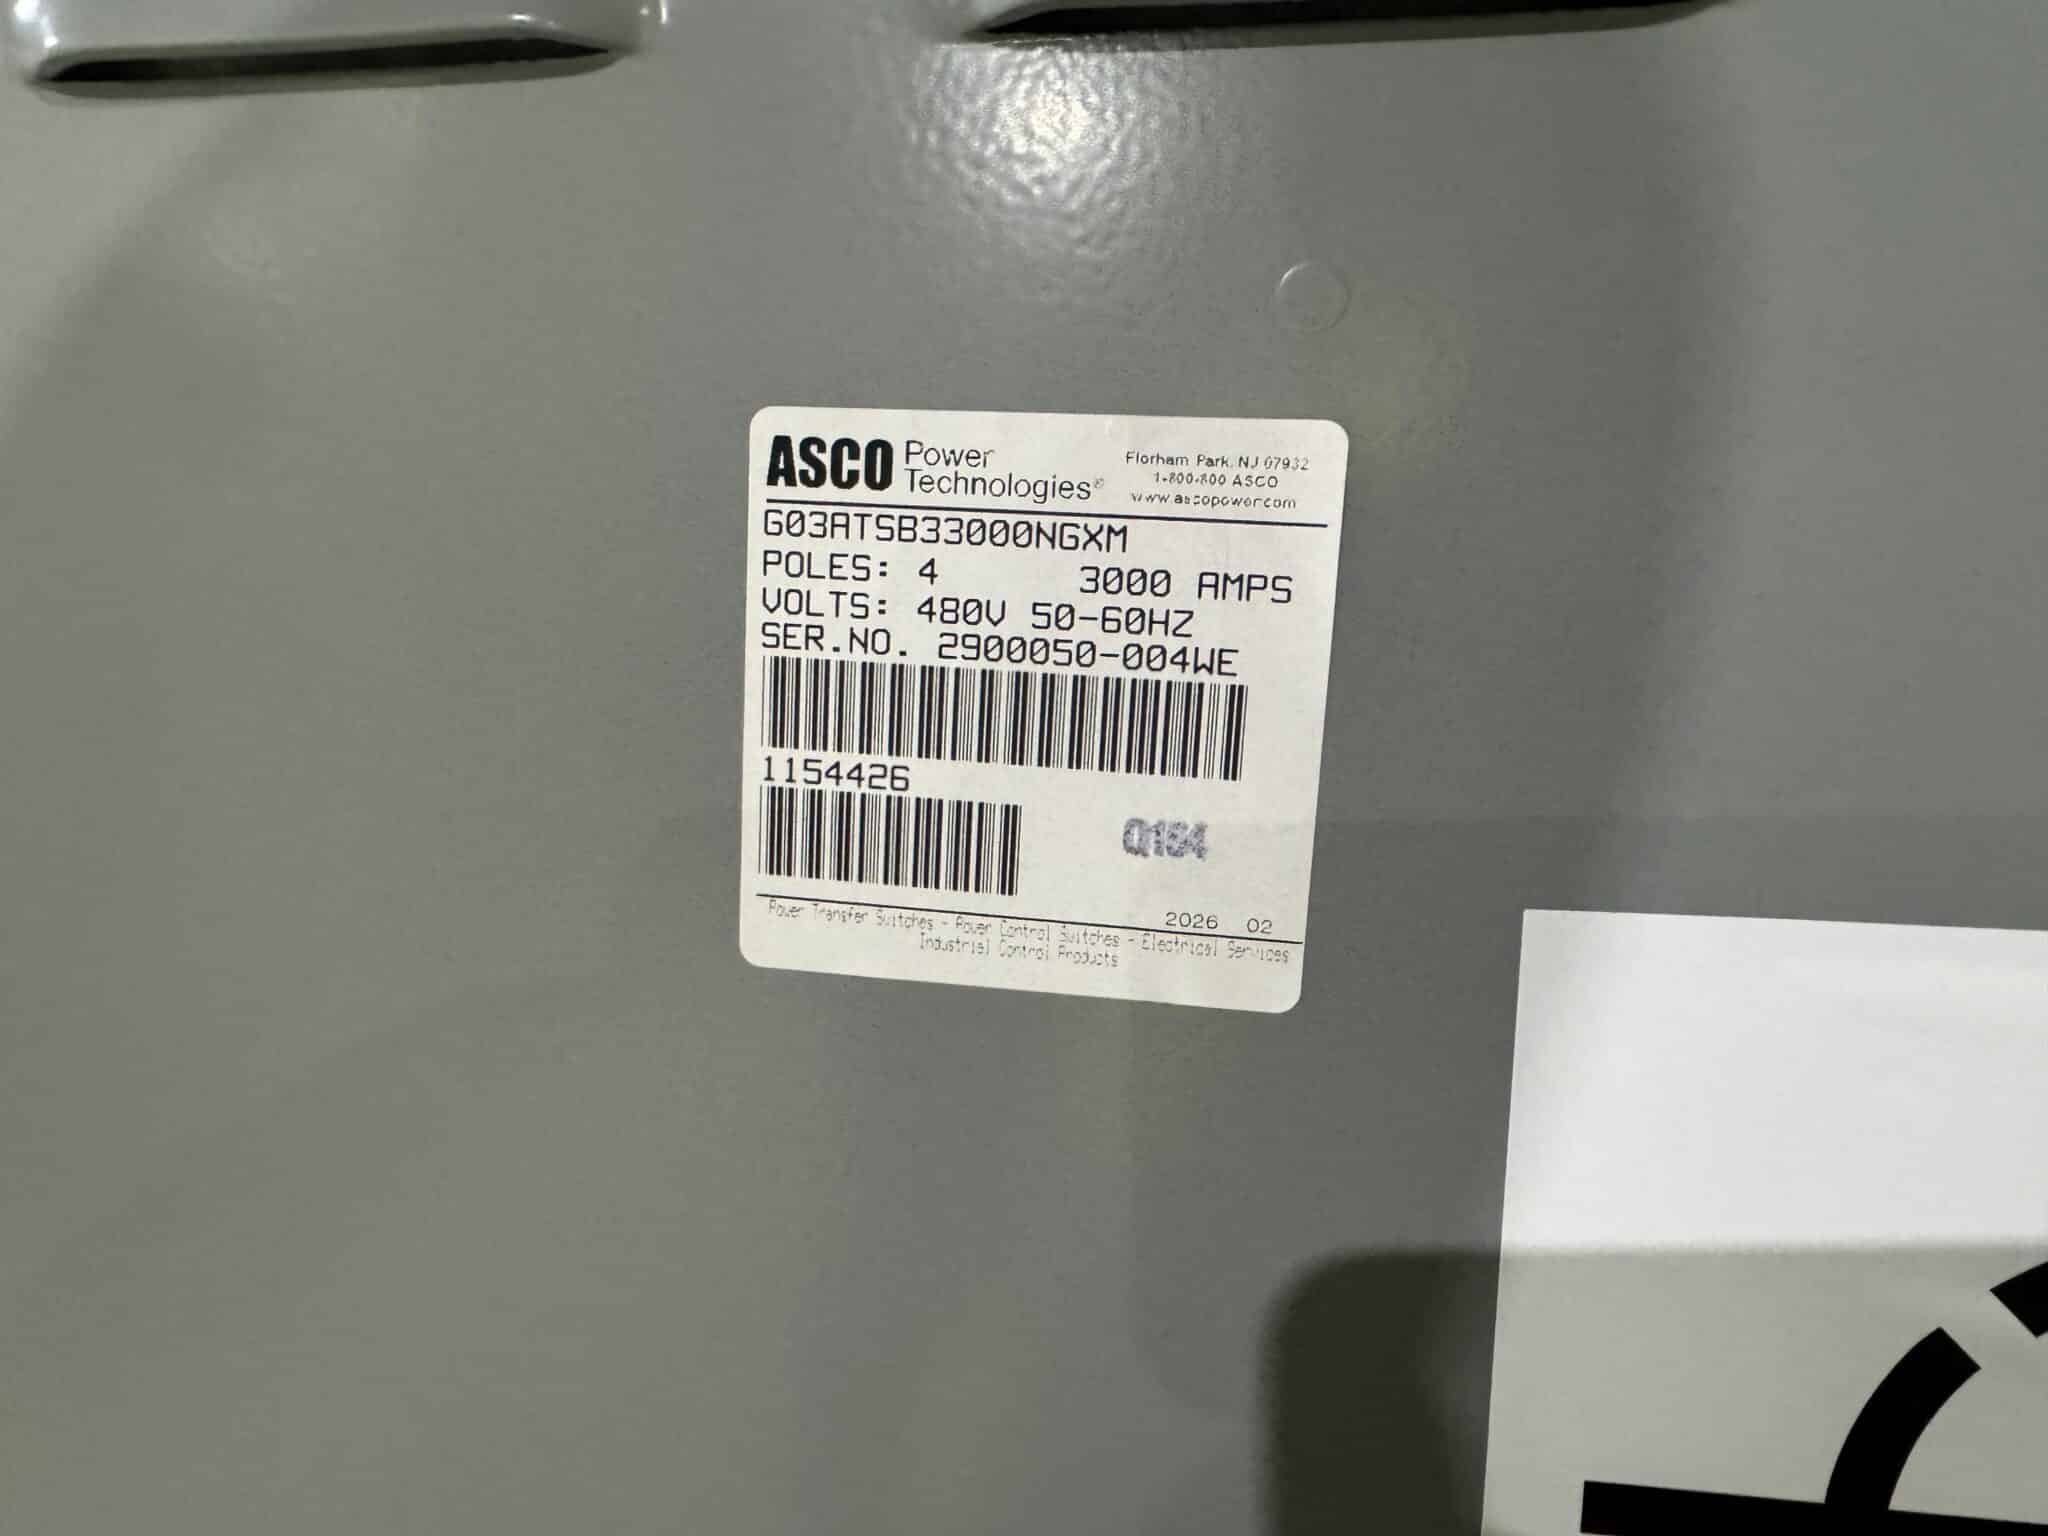 ASCO Power Technologies®
Florham Park, NJ 07932
1-800-800 ASCO
www.ascopower.com
G03ATSB33000NGXM
POLES: 4 3000 AMPS
VOLTS: 480V 50-60HZ
SER.NO. 2900050-004WE
1154426
Q154
2026 02
Power Transfer Switches - Power Control Switches - Electrical Services
Industrial Control Products